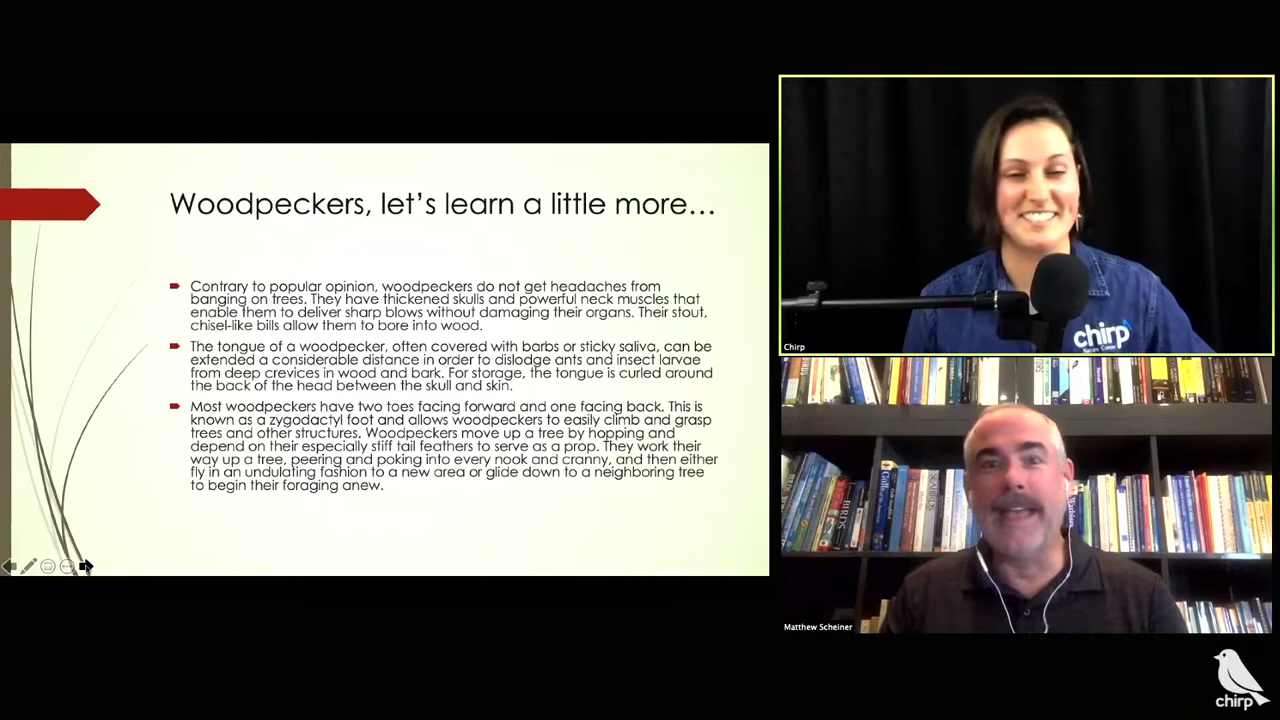 Woodpeckers, let's learn a little more...
Contrary to popular opinion, woodpeckers do not get headaches from
banging on trees. They have thickened skulls and powerful neck muscles that
enable them to deliver sharp blows without damaging their organs. Their stout,
chisel-like bills allow them to bore into wood.
The tongue of a woodpecker, often covered with barbs or sticky saliva, can be
extended a considerable distance in order to dislodge ants and insect larvae
from deep crevices in wood and bark. For storage, the tongue is curled around
the back of the head between the skull and skin.
Most woodpeckers have two toes facing forward and one facing back. This is
known as a zygodactyl foot and allows woodpeckers to easily climb and grasp
trees and other structures. Woodpeckers move up a tree by hopping and
depend on their especially stiff tail feathers to serve as a prop. They work their
way up a tree, peering and poking into every nook and cranny, and then either
fly in an undulating fashion to a new area or glide down to a neighboring tree
to begin their foraging anew.
chirp
Chirp
BIRDS
Matthew Scheiner
chirp